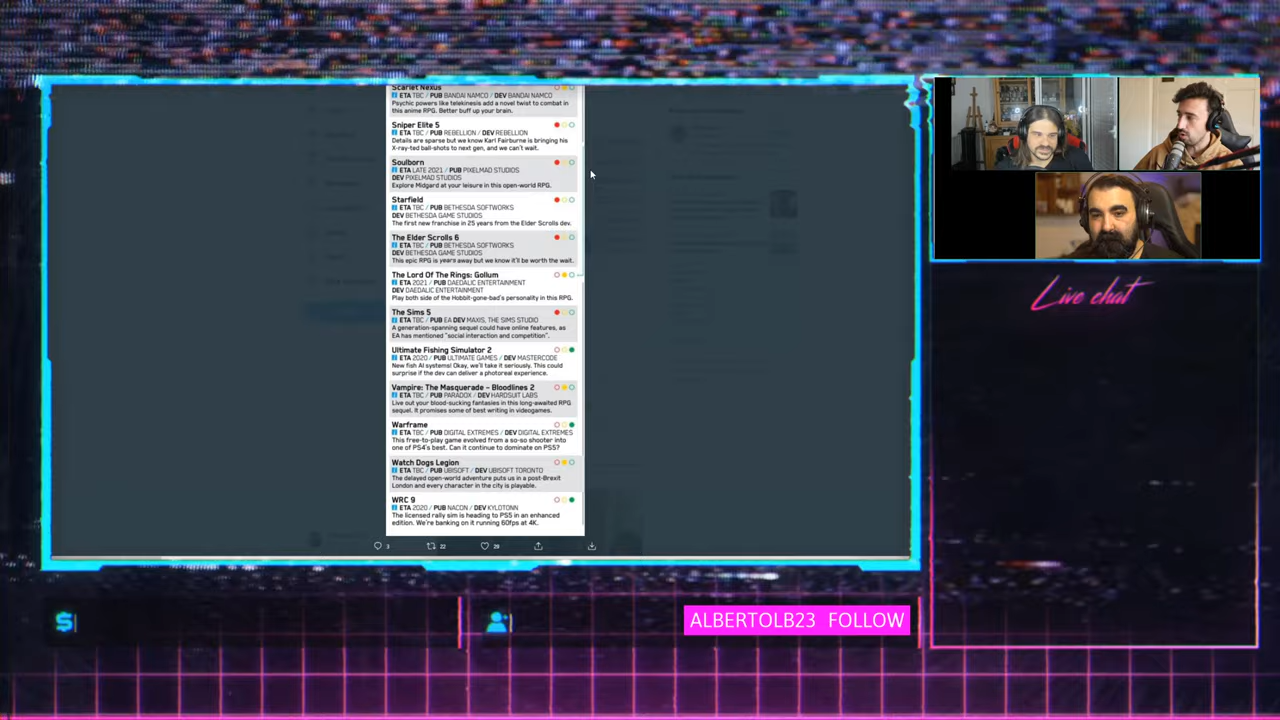 Scarlet Nexus
ETA TBC / PUB BANDAI NAMCO / DEV BANDAI NAMCO
Psychic powers like telekinesis add a novel twist to combat in
this anime RPG. Better buff up your brain.
Sniper Elite 5
ETA TBC / PUB REBELLION / DEV REBELLION
Details are sparse but we know Karl Fairburne is bringing his
X-ray-ted ball-shots to next gen, and we can't wait.
Soulborn
ETA LATE 2021 / PUB PIXELMAD STUDIOS
DEV PIXELMAD STUDIOS
Explore Midgard at your leisure in this open-world RPG.
Starfield
ETA TBC / PUB BETHESDA SOFTWORKS
DEV BETHESDA GAME STUDIOS
The first new franchise in 25 years from the Elder Scrolls dev.
The Elder Scrolls 6
ETA TBC / PUB BETHESDA SOFTWORKS
DEV BETHESDA GAME STUDIOS
This epic RPG is years away but we know it'll be worth the wait.
The Lord Of The Rings: Gollum
ETA 2021 / PUB DAEDALIC ENTERTAINMENT
DEV DAEDALIC ENTERTAINMENT
Play both side of the Hobbit-gone-bad's personality in this RPG.
The Sims 5
ETA TBC / PUB EA DEV MAXIS, THE SIMS STUDIO
A generation-spanning sequel could have online features, as
EA has mentioned "social interaction and competition".
Ultimate Fishing Simulator 2
ETA 2020 / PUB ULTIMATE GAMES / DEV MASTERCODE
New fish AI systems! Okay, we'll take it seriously. This could
surprise if the dev can deliver a photoreal experience.
Vampire: The Masquerade – Bloodlines 2
ETA TBC / PUB PARADOX / DEV HARDSUIT LABS
Live out your blood-sucking fantasies in this long-awaited RPG
sequel. It promises some of best writing in videogames.
Warframe
ETA TBC / PUB DIGITAL EXTREMES / DEV DIGITAL EXTREMES
This free-to-play game evolved from a so-so shooter into
one of PS4's best. Can it continue to dominate on PS5?
Watch Dogs Legion
ETA TBC / PUB UBISOFT / DEV UBISOFT TORONTO
The delayed open-world adventure puts us in a post-Brexit
London and every character in the city is playable.
WRC 9
ETA 2020 / PUB NACON / DEV KYLOTONN
The licensed rally sim is heading to PS5 in an enhanced
edition. We're banking on it running 60fps at 4K.
3 22 29
Live chat
$
ALBERTOLB23 FOLLOW